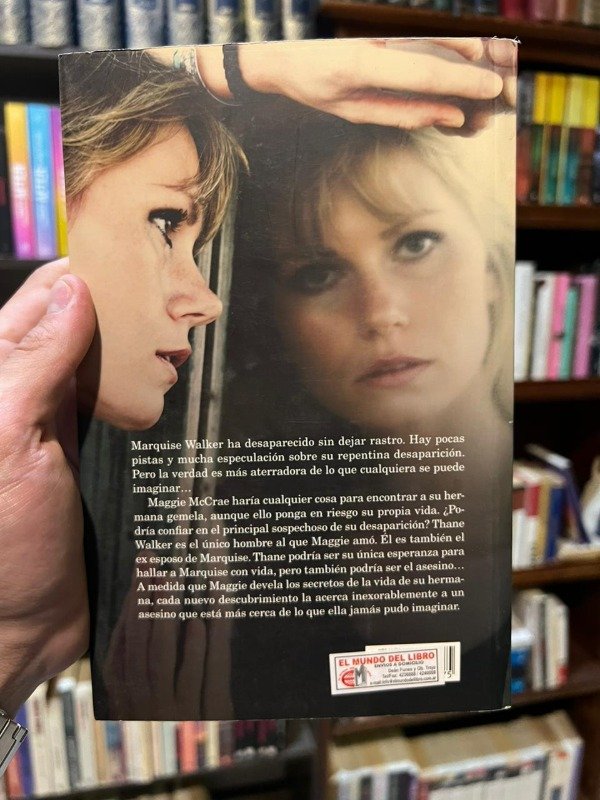 Marquise Walker ha desaparecido sin dejar rastro. Hay pocas
pistas y mucha especulación sobre su repentina desaparición.
Pero la verdad es más aterradora de lo que cualquiera se puede
imaginar…
Maggie McCrae haría cualquier cosa para encontrar a su her-
mana gemela, aunque ello ponga en riesgo su propia vida. ¿Po-
dría confiar en el principal sospechoso de su desaparición? Thane
Walker es el único hombre al que Maggie amó. Él es también el
ex esposo de Marquise. Thane podría ser su única esperanza para
hallar a Marquise con vida, pero también podría ser el asesino…
A medida que Maggie devela los secretos de la vida de su herma-
na, cada nuevo descubrimiento la acerca inexorablemente a un
asesino que está más cerca de lo que ella jamás pudo imaginar.
EL MUNDO DEL LIBRO
ENVIOS A DOMICILIO
AFTER